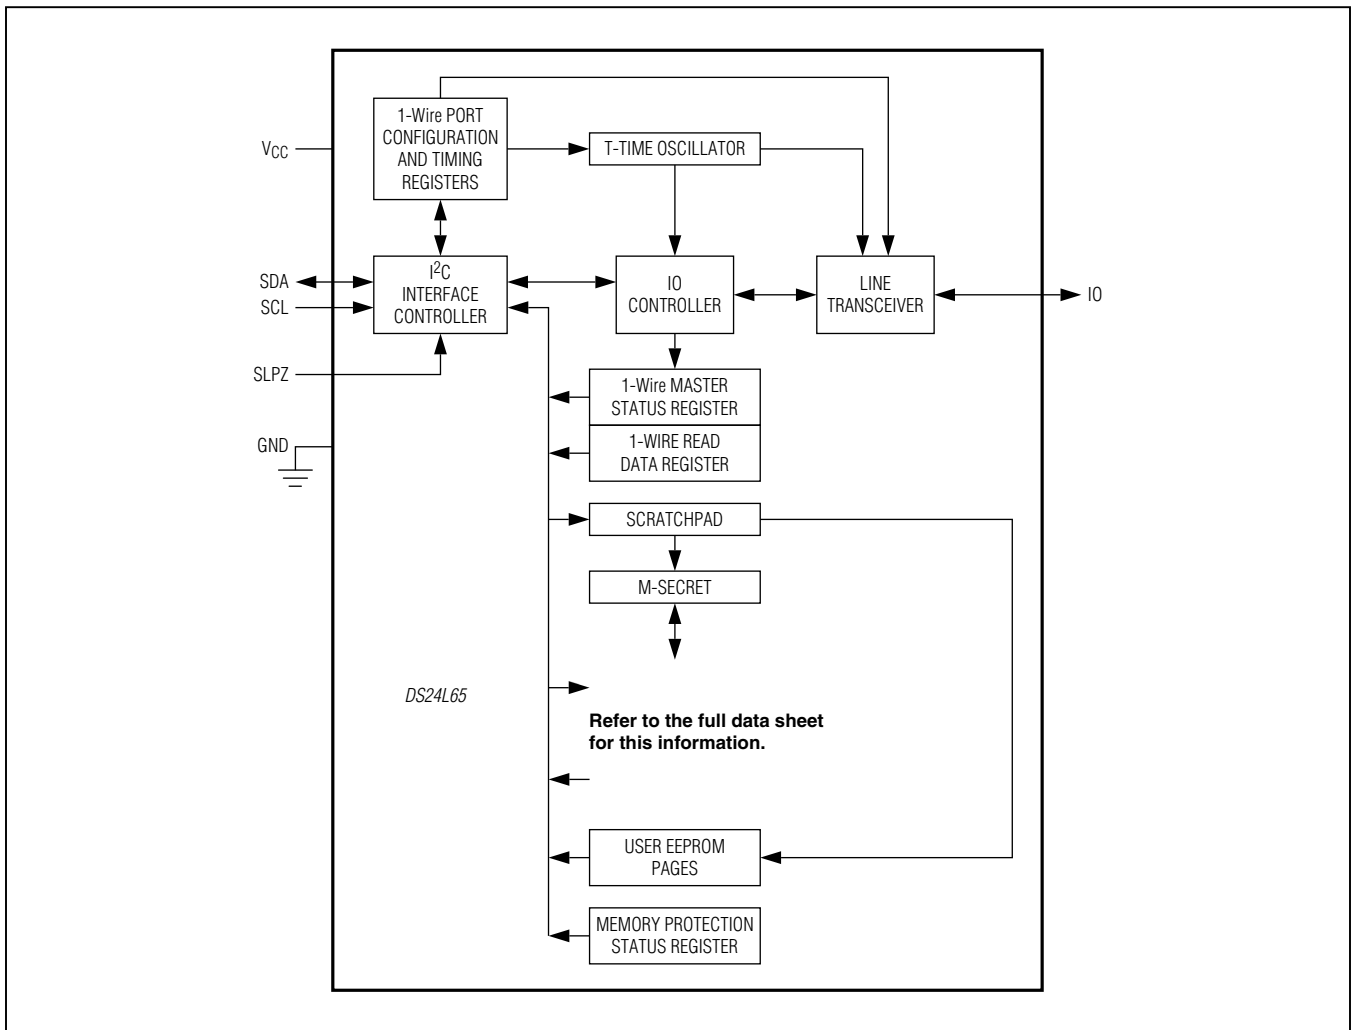 1-Wire PORT
CONFIGURATION
AND TIMING
REGISTERS
VCC
T-TIME OSCILLATOR
SDA
SCL
I2C
INTERFACE
CONTROLLER
IO
CONTROLLER
LINE
TRANSCEIVER
IO
SLPZ
1-Wire MASTER
STATUS REGISTER
GND
1-WIRE READ
DATA REGISTER
SCRATCHPAD
M-SECRET
DS24L65
Refer to the full data sheet
for this information.
USER EEPROM
PAGES
MEMORY PROTECTION
STATUS REGISTER